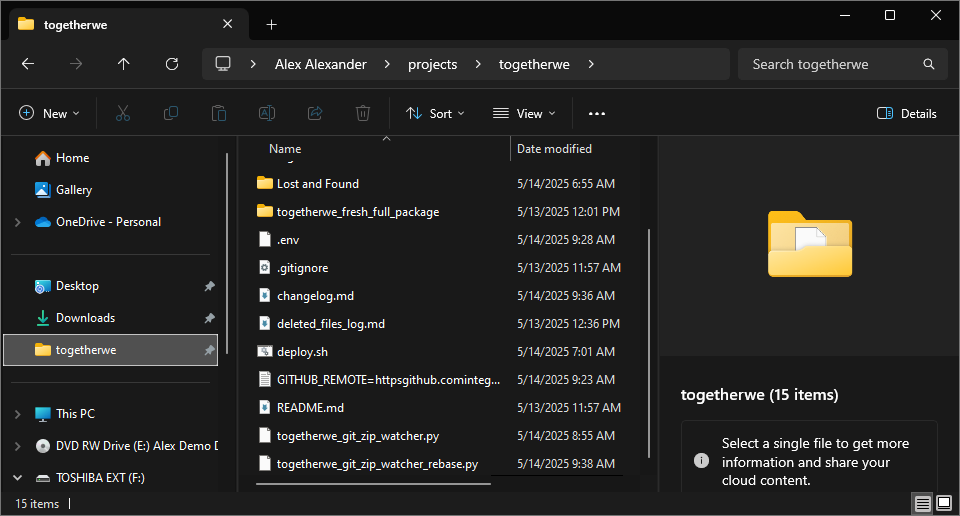 togetherwe
Alex Alexander projects togetherwe
Search togetherwe
New
Sort
View
Details
Home
Gallery
OneDrive - Personal
Desktop
Downloads
togetherwe
This PC
DVD RW Drive (E:) Alex Demo D
TOSHIBA EXT (F:)
Name Date modified
Lost and Found 5/14/2025 6:55 AM
togetherwe_fresh_full_package 5/13/2025 12:01 PM
.env 5/14/2025 9:28 AM
.gitignore 5/13/2025 11:57 AM
changelog.md 5/14/2025 9:36 AM
deleted_files_log.md 5/13/2025 12:36 PM
deploy.sh 5/14/2025 7:01 AM
GITHUB_REMOTE=httpsgithub.cominteg... 5/14/2025 9:23 AM
README.md 5/13/2025 11:57 AM
togetherwe_git_zip_watcher.py 5/14/2025 8:55 AM
togetherwe_git_zip_watcher_rebase.py 5/14/2025 9:38 AM
togetherwe (15 items)
Select a single file to get more
information and share your
cloud content.
15 items